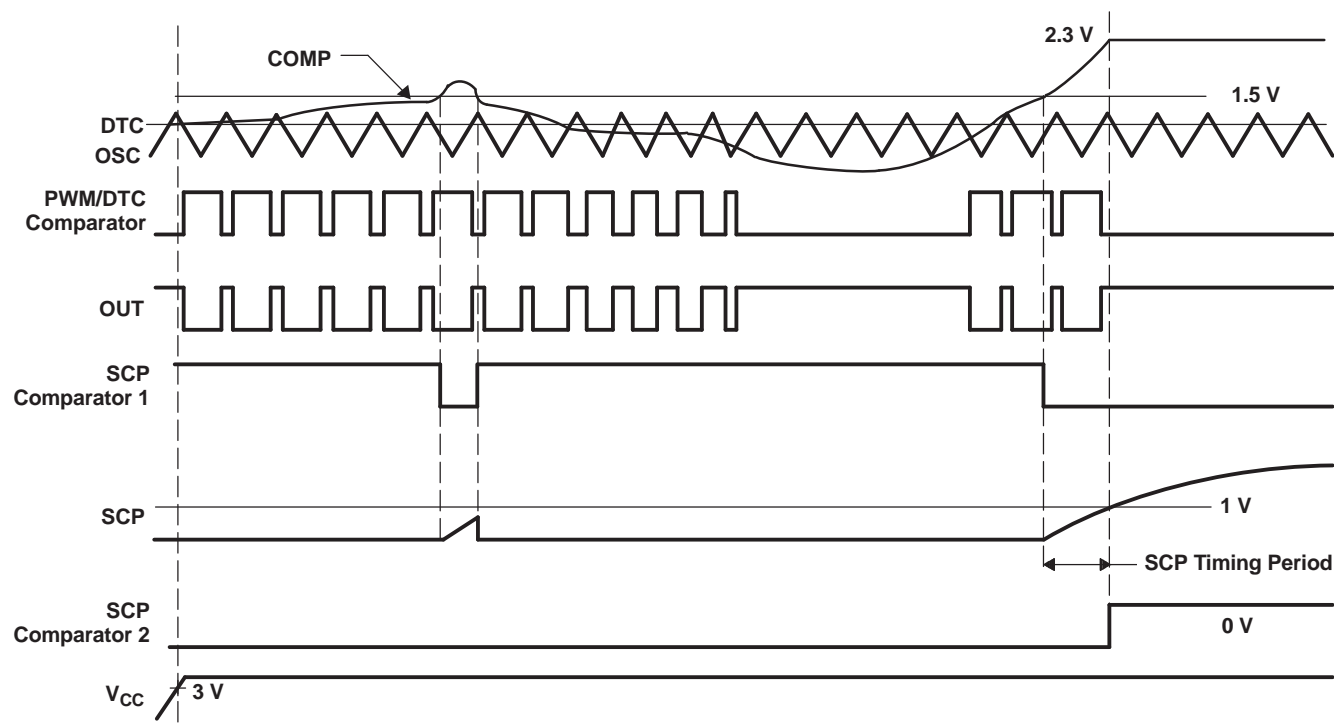 2.3 V
COMP
1.5 V
DTC
OSC
PWM/DTC
Comparator
OUT
SCP
Comparator 1
SCP
1 V
SCP Timing Period
SCP
Comparator 2
0 V
VCC
3 V